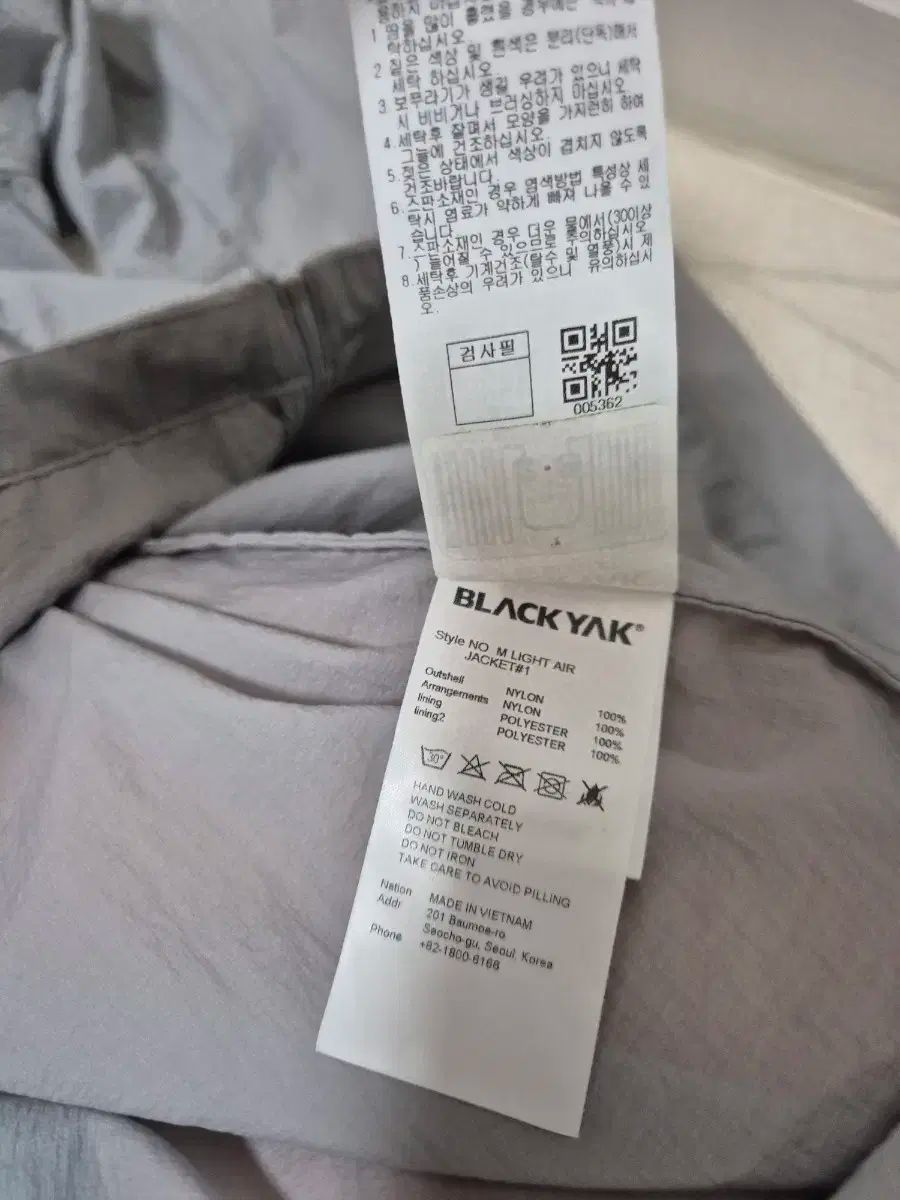 용하지 마십시오.
1 땀을 많이 흘렸을 경우에는
탁하십시오.
2 짙은 색상 및 흰색은 분리(단독)해서
세탁 하십시오.
3.보푸라기가 생길 우려가 있으니 세탁
시 비비거나 브러싱하지 마십시오.
4.세탁후 잘펴서 모양을 가지런히 하여
그늘에 건조하십시오.
5.젖은 상태에서 색상이 겹치지 않도록
건조바랍니다.
6.스판소재인 경우 염색방법 특성상 세
탁시 염료가 약하게 빠져 나올 수 있
습니다.
7.스판소재인 경우 더운 물에서(30이상
) 틀어질 수 있으므로 주의하십시오
8.세탁후 기계건조(탈수 및 열풍)시 제
품손상의 우려가 있으니 유의하십시
오.
검사필
005362
BLACKYAK®
Style NO M LIGHT AIR
JACKET#1
Outshell NYLON 100%
Arrangements NYLON 100%
lining POLYESTER 100%
lining2 POLYESTER 100%
30°
HAND WASH COLD
WASH SEPARATELY
DO NOT BLEACH
DO NOT TUMBLE DRY
DO NOT IRON
TAKE CARE TO AVOID PILLING
Nation MADE IN VIETNAM
Addr 201 Baumoe-ro
Seocho-gu, Seoul, Korea
Phone +82-1800-6166